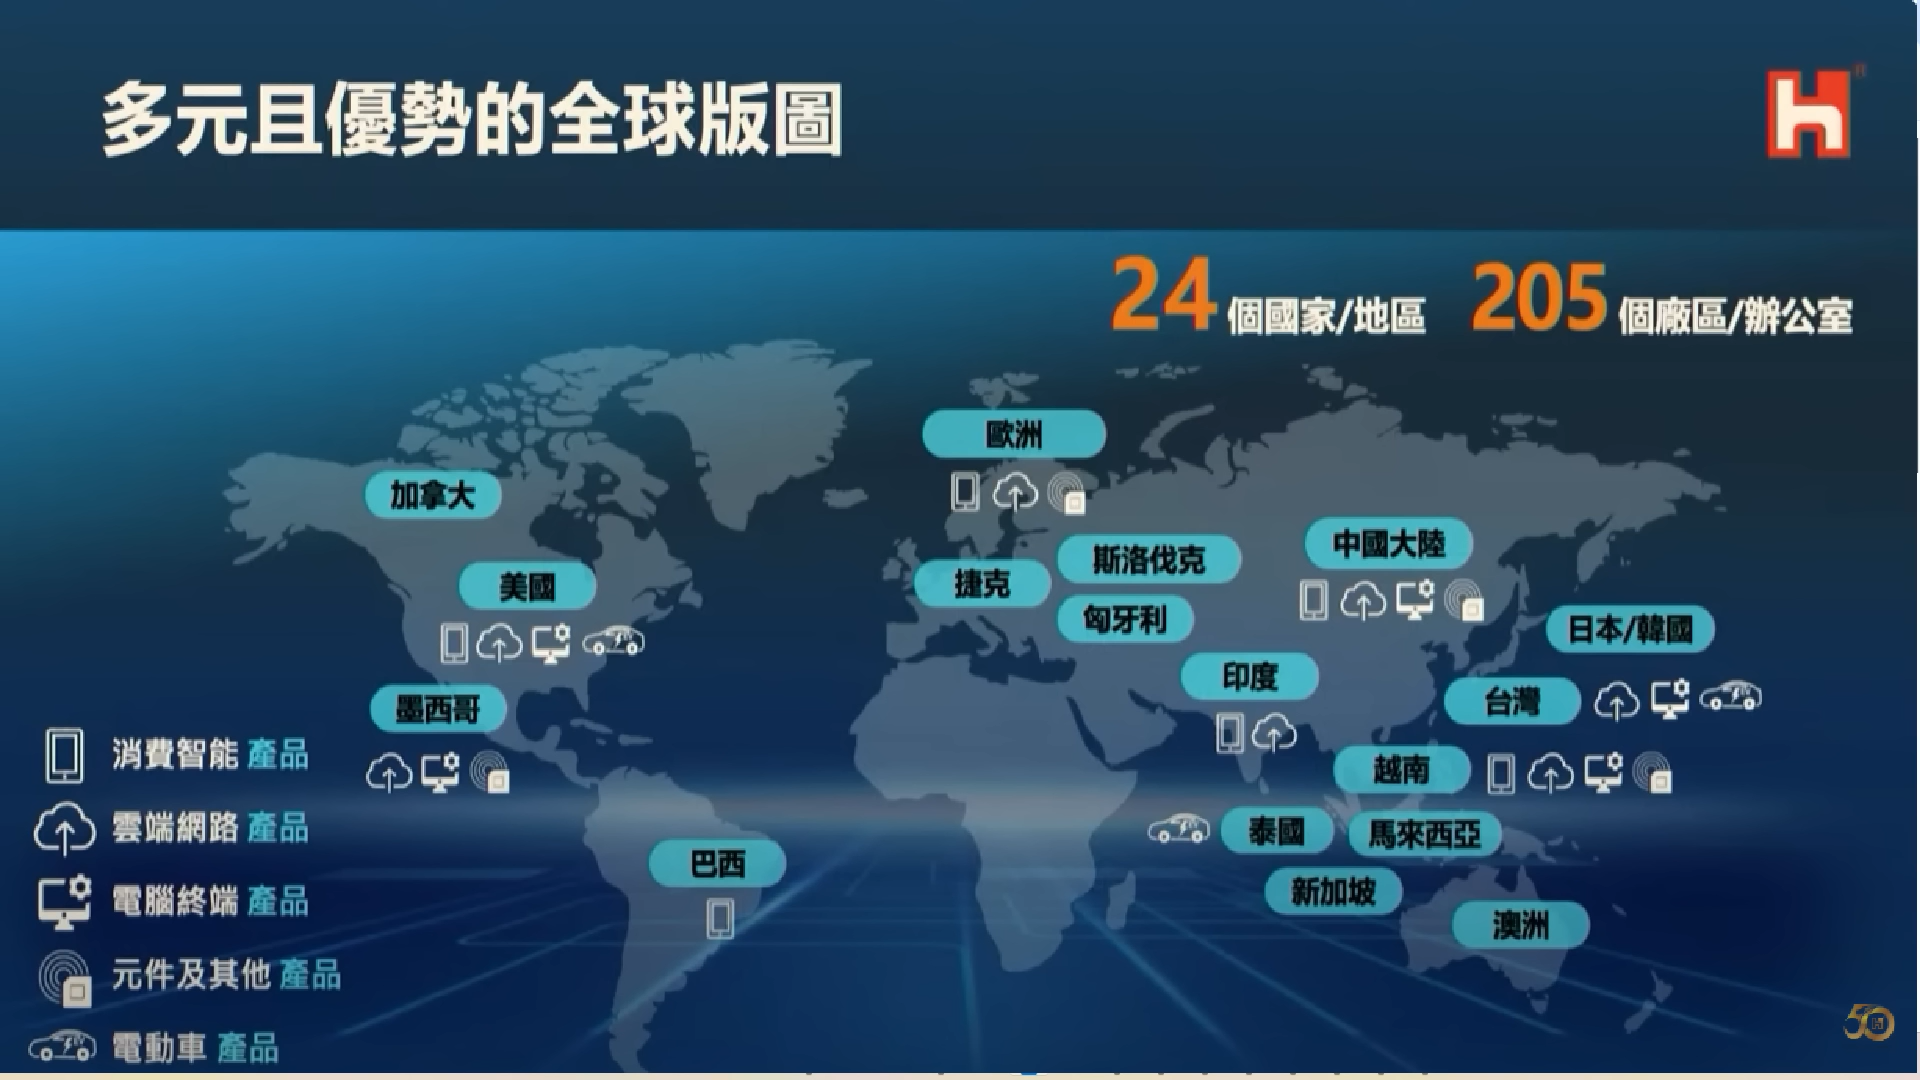 多元且優勢的全球版圖
24 個國家/地區 205 個廠區/辦公室
歐洲
加拿大
美國
墨西哥
巴西
捷克
斯洛伐克
匈牙利
中國大陸
日本/韓國
印度
台灣
越南
泰國
馬來西亞
新加坡
澳洲
消費智能 產品
雲端網路 產品
電腦終端 產品
元件及其他 產品
電動車 產品
50